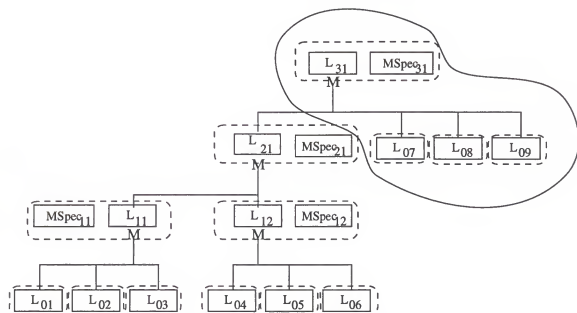 L31 MSpec31
M
L21 MSpec21
L07 L08 L09
M
MSpec11 L11 L12 MSpec12
M M
L01 L02 L03 L04 L05 L06